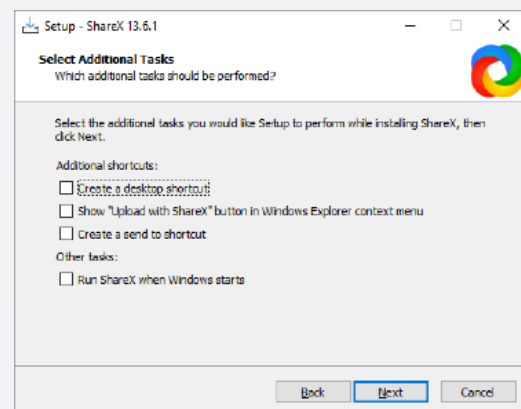 Setup - ShareX 13.6.1
Select Additional Tasks
Which additional tasks should be performed?
Select the additional tasks you would like Setup to perform while installing ShareX, then
click Next.
Additional shortcuts:
Create a desktop shortcut
Show "Upload with ShareX" button in Windows Explorer context menu
Create a send to shortcut
Other tasks:
Run ShareX when Windows starts
Back Next Cancel